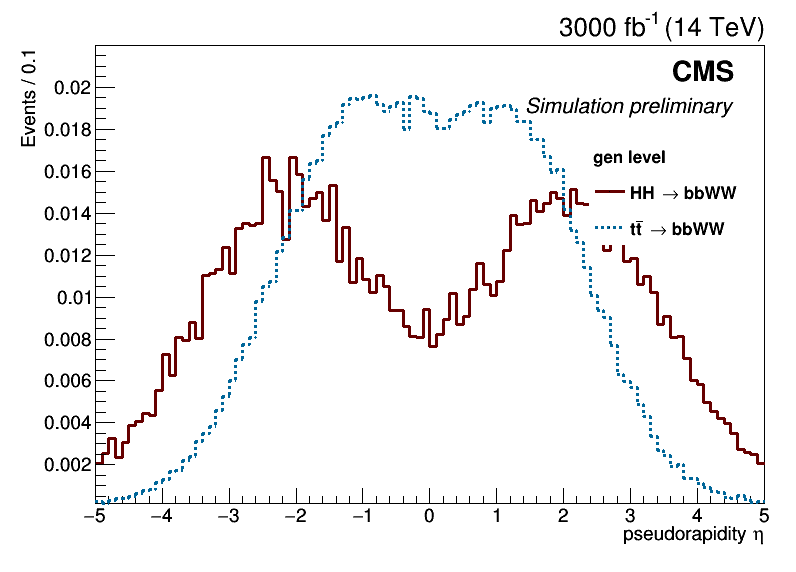 3000 fb⁻¹ (14 TeV)
CMS
Simulation preliminary
gen level
HH → bbWW
tt̅ → bbWW
Events / 0.1
0.02
0.018
0.016
0.014
0.012
0.01
0.008
0.006
0.004
0.002
−5 −4 −3 −2 −1 0 1 2 3 4 5
pseudorapidity η